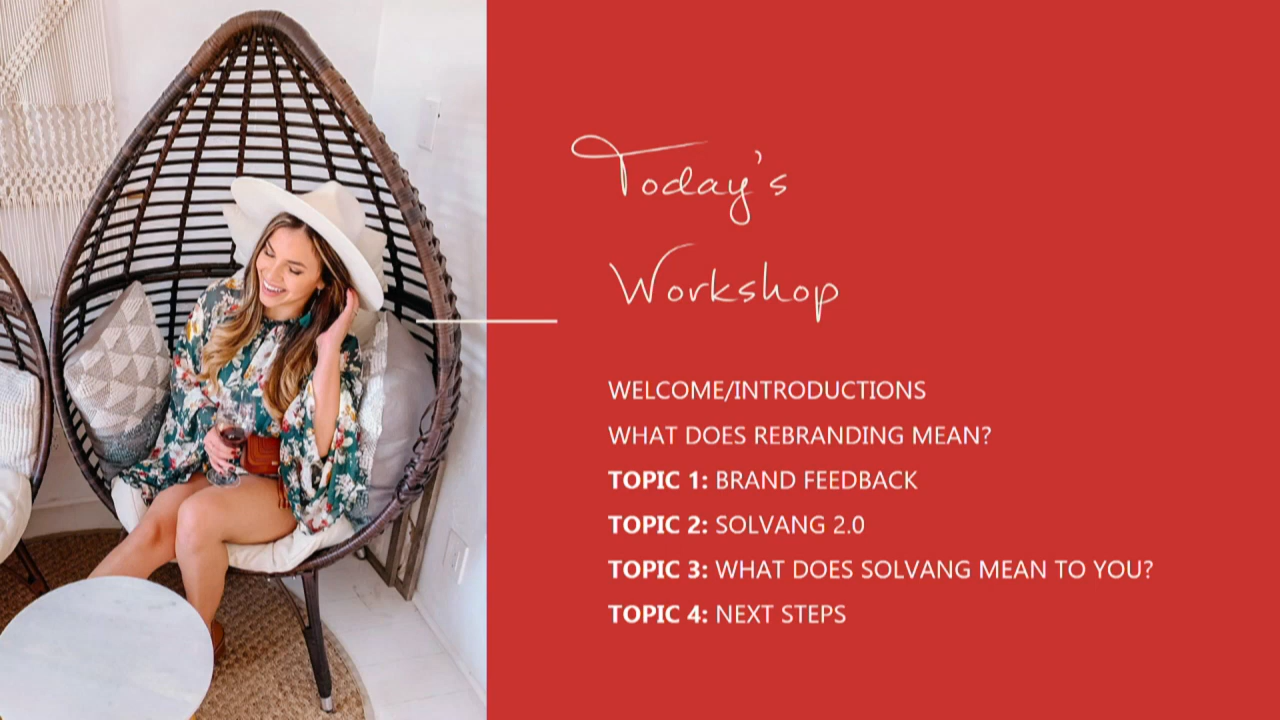 Today's
Workshop
WELCOME/INTRODUCTIONS
WHAT DOES REBRANDING MEAN?
TOPIC 1: BRAND FEEDBACK
TOPIC 2: SOLVANG 2.0
TOPIC 3: WHAT DOES SOLVANG MEAN TO YOU?
TOPIC 4: NEXT STEPS